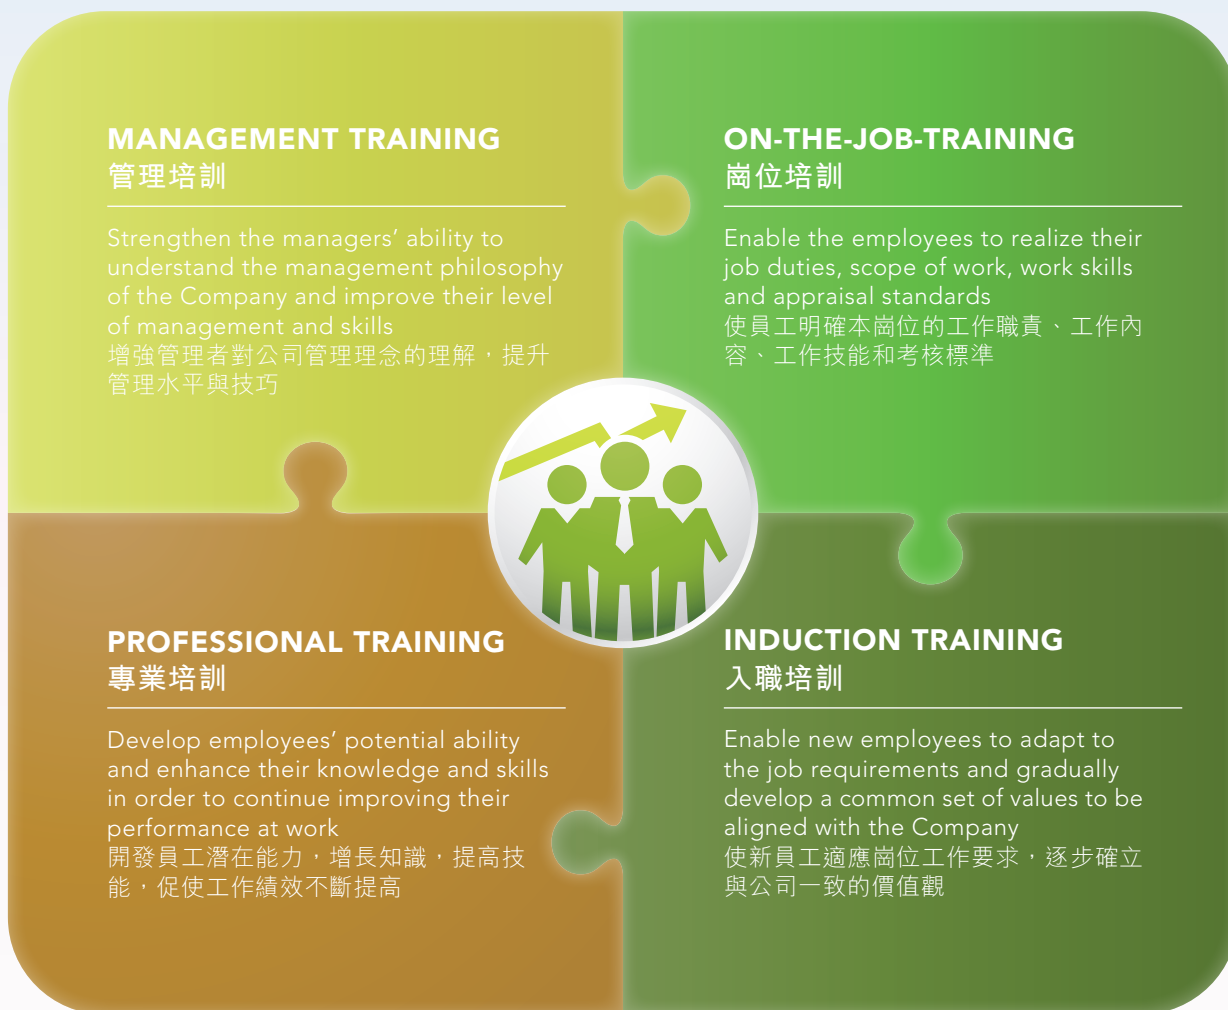 MANAGEMENT TRAINING
管理培訓
Strengthen the managers’ ability to
understand the management philosophy
of the Company and improve their level
of management and skills
增強管理者對公司管理理念的理解，提升
管理水平與技巧
ON-THE-JOB-TRAINING
崗位培訓
Enable the employees to realize their
job duties, scope of work, work skills
and appraisal standards
使員工明確本崗位的工作職責、工作內
容、工作技能和考核標準
PROFESSIONAL TRAINING
專業培訓
Develop employees’ potential ability
and enhance their knowledge and skills
in order to continue improving their
performance at work
開發員工潛在能力，增長知識，提高技
能，促使工作績效不斷提高
INDUCTION TRAINING
入職培訓
Enable new employees to adapt to
the job requirements and gradually
develop a common set of values to be
aligned with the Company
使新員工適應崗位工作要求，逐步確立
與公司一致的價值觀